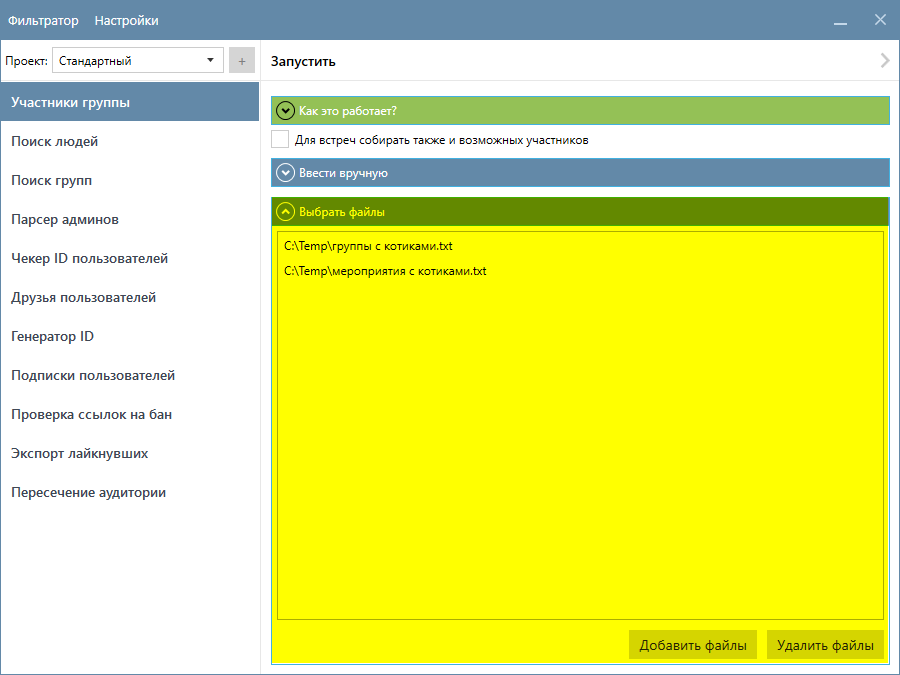 Фильтратор Настройки
Проект: Стандартный +
Запустить
Участники группы
Поиск людей
Поиск групп
Парсер админов
Чекер ID пользователей
Друзья пользователей
Генератор ID
Подписки пользователей
Проверка ссылок на бан
Экспорт лайкнувших
Пересечение аудитории
Как это работает?
Для встреч собирать также и возможных участников
Ввести вручную
Выбрать файлы
C:\Temp\группы с котиками.txt
C:\Temp\мероприятия с котиками.txt
Добавить файлы Удалить файлы